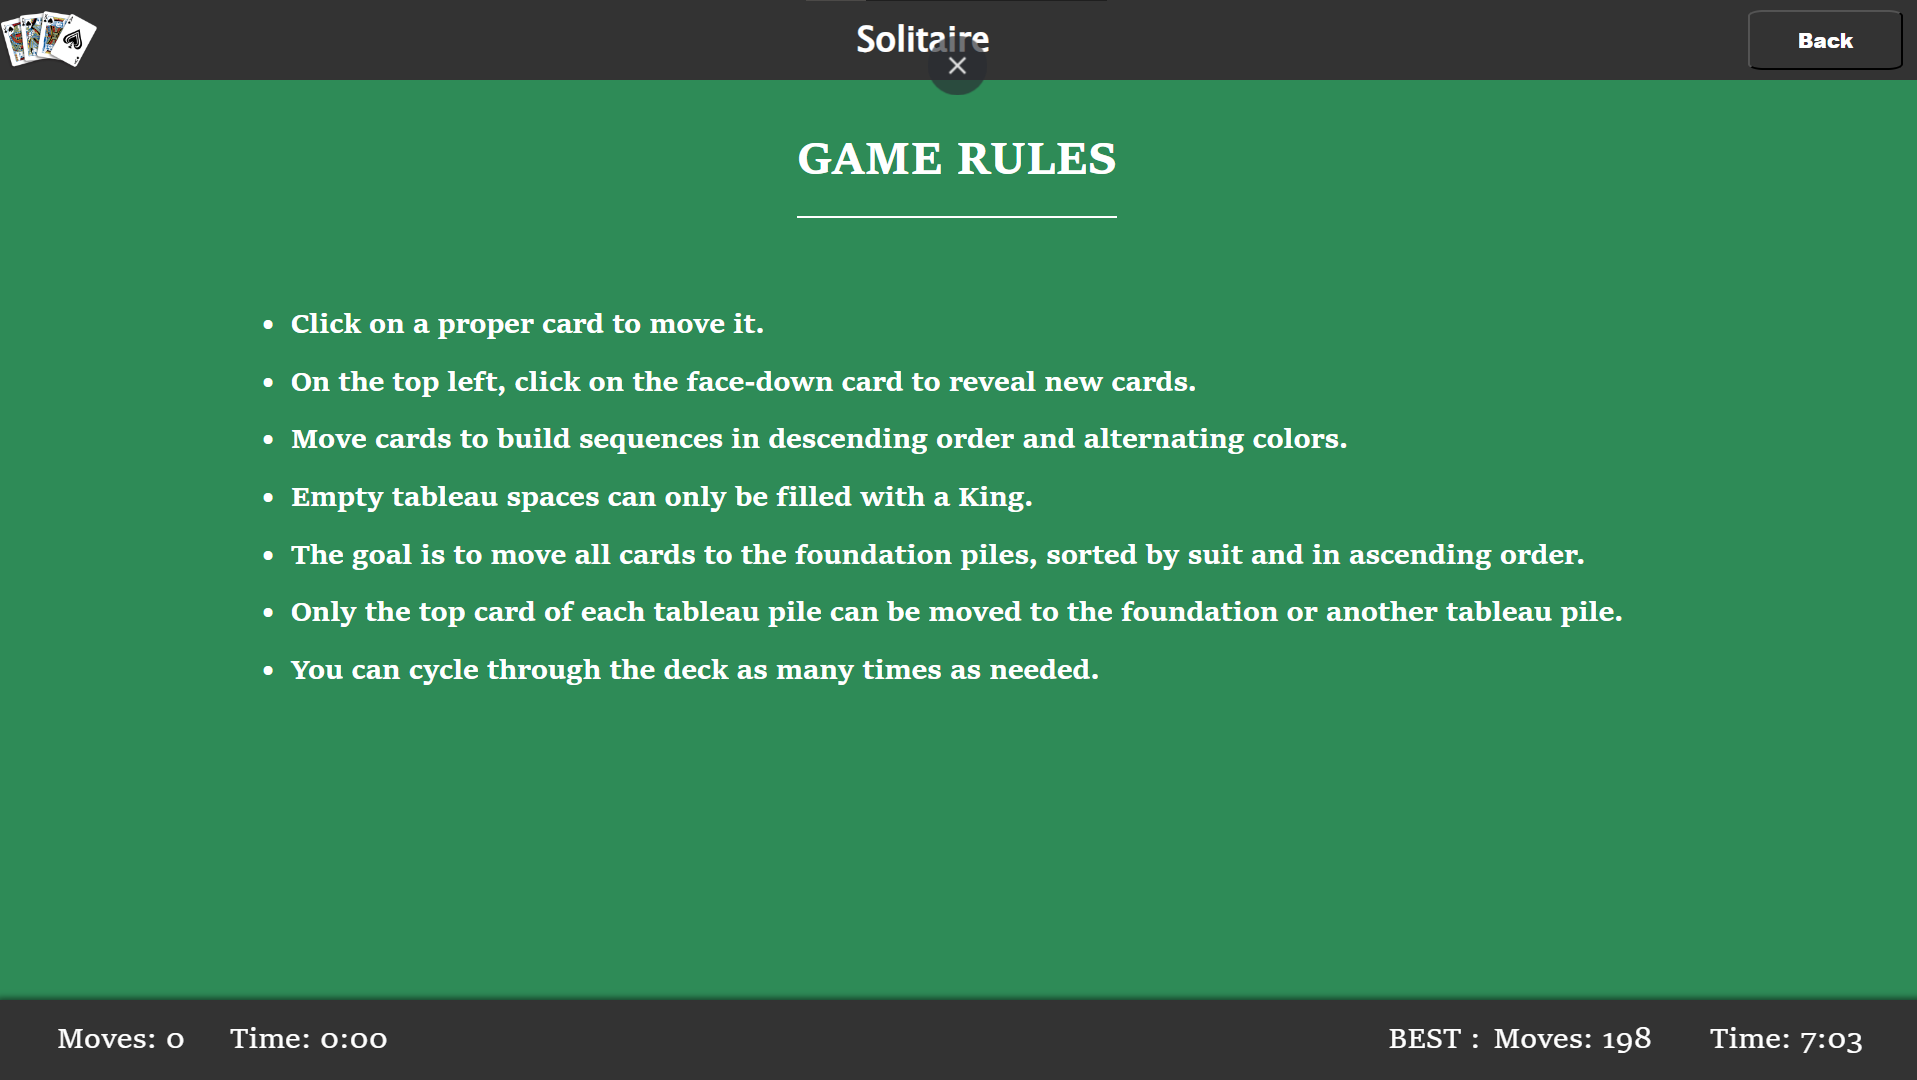 Solitaire
Back
GAME RULES
• Click on a proper card to move it.
• On the top left, click on the face-down card to reveal new cards.
• Move cards to build sequences in descending order and alternating colors.
• Empty tableau spaces can only be filled with a King.
• The goal is to move all cards to the foundation piles, sorted by suit and in ascending order.
• Only the top card of each tableau pile can be moved to the foundation or another tableau pile.
• You can cycle through the deck as many times as needed.
Moves: 0 Time: 0:00 BEST : Moves: 198 Time: 7:03